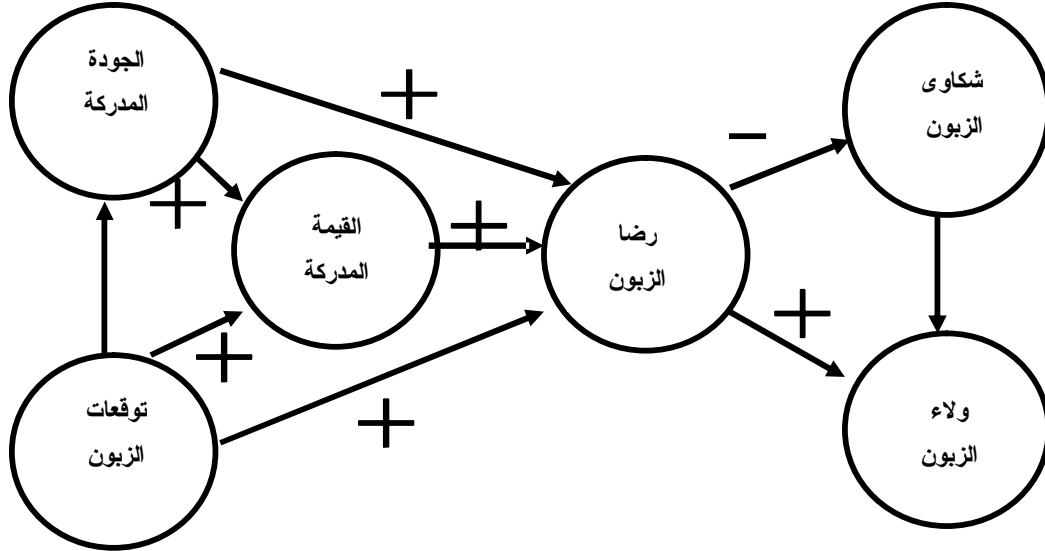 الجودة
المدركة
+
شكاوى
الزبون
−
+
القيمة
المدركة
+
رضا
الزبون
+
+
+
توقعات
الزبون
+
ولاء
الزبون